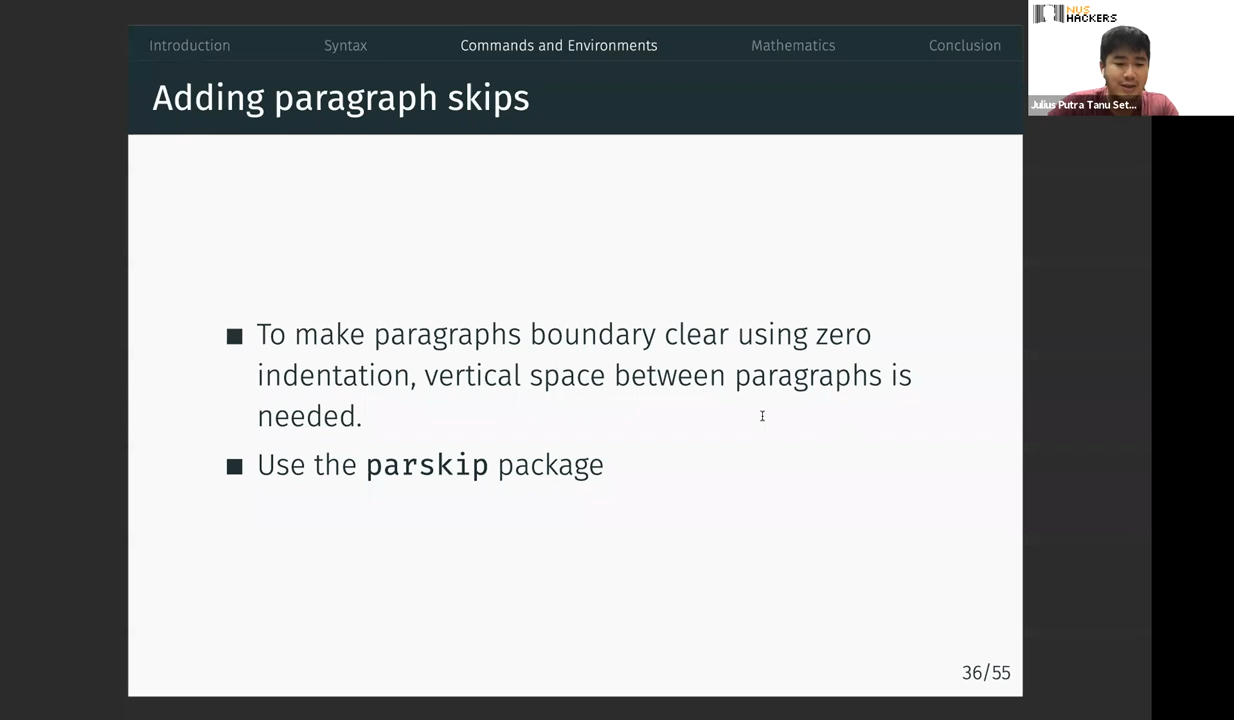 NUS
HACKERS
Introduction Syntax Commands and Environments Mathematics Conclusion
Adding paragraph skips
Julius Putra Tanu Set...
To make paragraphs boundary clear using zero
indentation, vertical space between paragraphs is
needed.
Use the parskip package
36/55